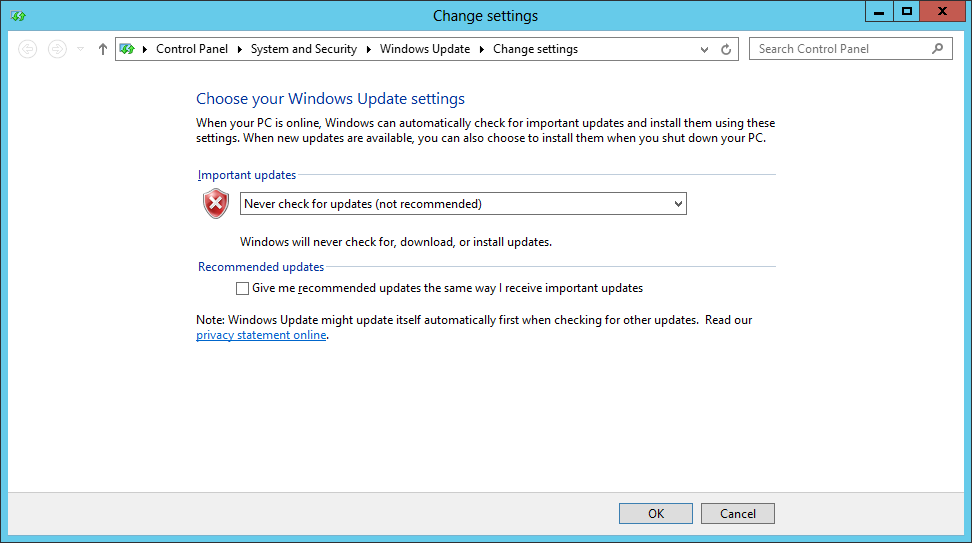 Change settings
Control Panel System and Security Windows Update Change settings Search Control Panel
Choose your Windows Update settings
When your PC is online, Windows can automatically check for important updates and install them using these
settings. When new updates are available, you can also choose to install them when you shut down your PC.
Important updates
Never check for updates (not recommended)
Windows will never check for, download, or install updates.
Recommended updates
Give me recommended updates the same way I receive important updates
Note: Windows Update might update itself automatically first when checking for other updates. Read our
privacy statement online.
OK Cancel